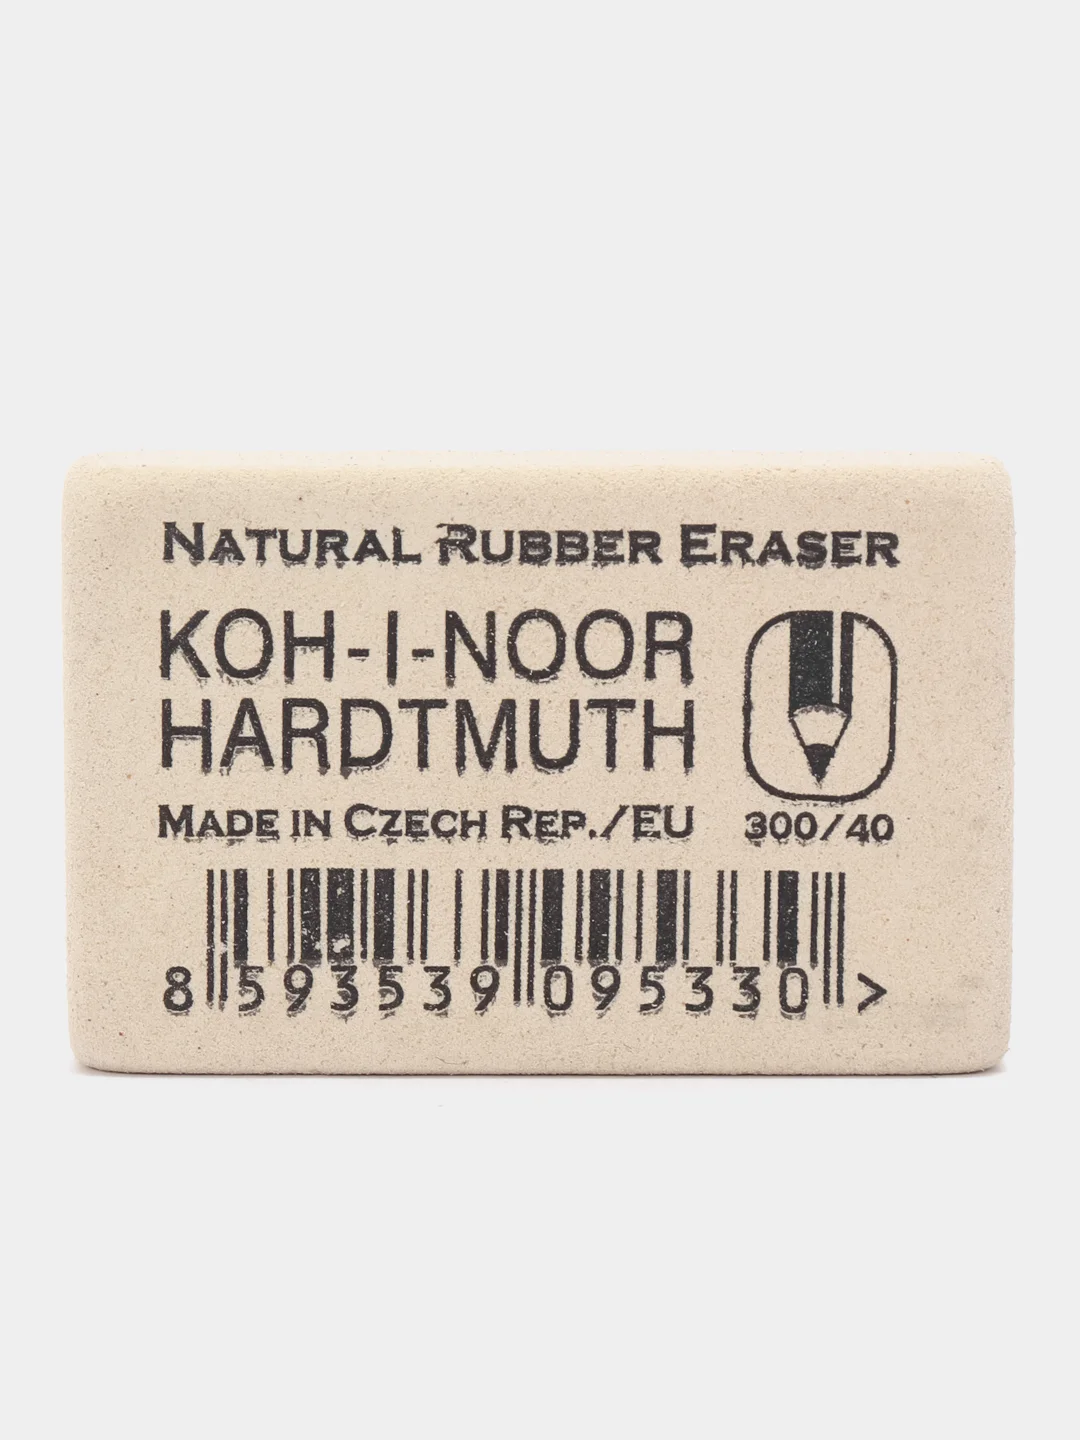 NATURAL RUBBER ERASER
KOH-I-NOOR
HARDTMUTH
MADE IN CZECH REP./EU
300/40
8 593539 095330 >